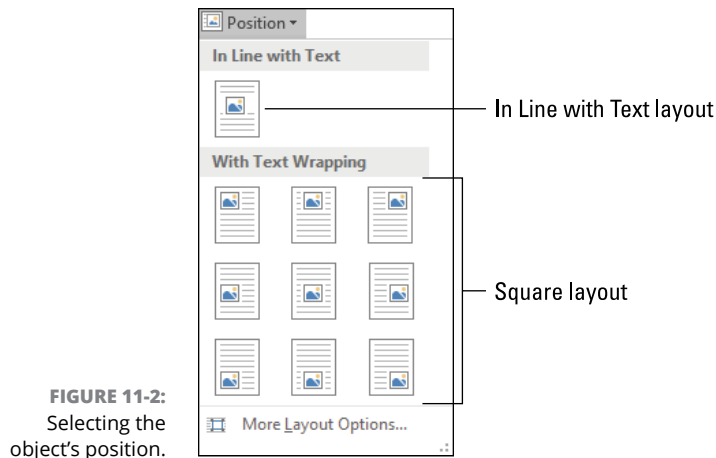 Position
In Line with Text
In Line with Text layout
With Text Wrapping
Square layout
More Layout Options...
FIGURE 11-2:
Selecting the
object’s position.